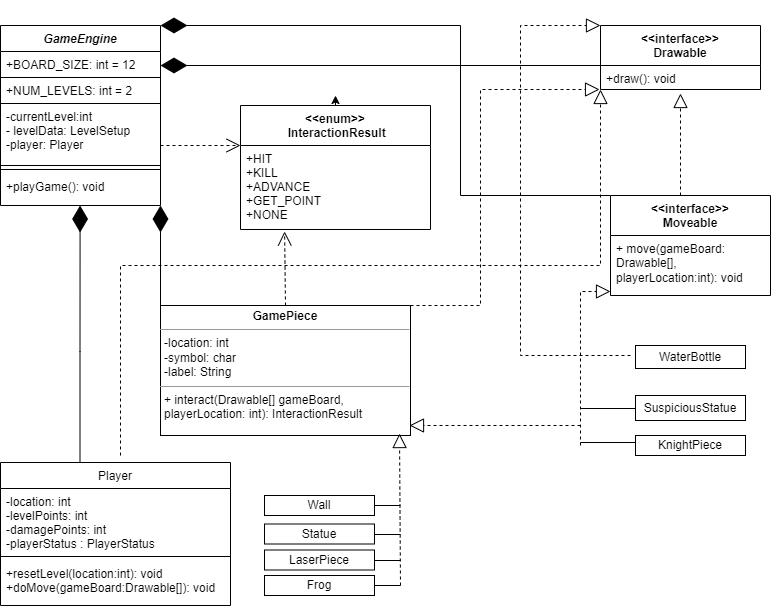 GameEngine
+BOARD_SIZE: int = 12
+NUM_LEVELS: int = 2
-currentLevel:int
- levelData: LevelSetup
-player: Player
+playGame(): void
<<enum>>
InteractionResult
+HIT
+KILL
+ADVANCE
+GET_POINT
+NONE
<<interface>>
Drawable
+draw(): void
<<interface>>
Moveable
+ move(gameBoard:
Drawable[],
playerLocation:int): void
GamePiece
-location: int
-symbol: char
-label: String
+ interact(Drawable[] gameBoard,
playerLocation: int): InteractionResult
WaterBottle
SuspiciousStatue
KnightPiece
Player
-location: int
-levelPoints: int
-damagePoints: int
-playerStatus : PlayerStatus
+resetLevel(location:int): void
+doMove(gameBoard:Drawable[]): void
Wall
Statue
LaserPiece
Frog